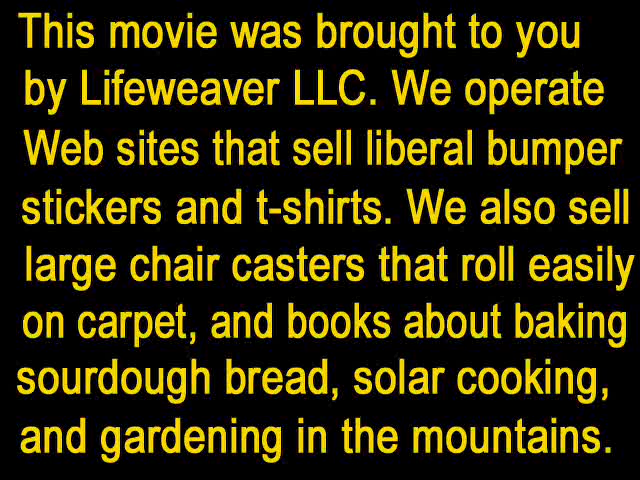 This movie was brought to you
by Lifeweaver LLC. We operate
Web sites that sell liberal bumper
stickers and t-shirts. We also sell
large chair casters that roll easily
on carpet, and books about baking
sourdough bread, solar cooking,
and gardening in the mountains.